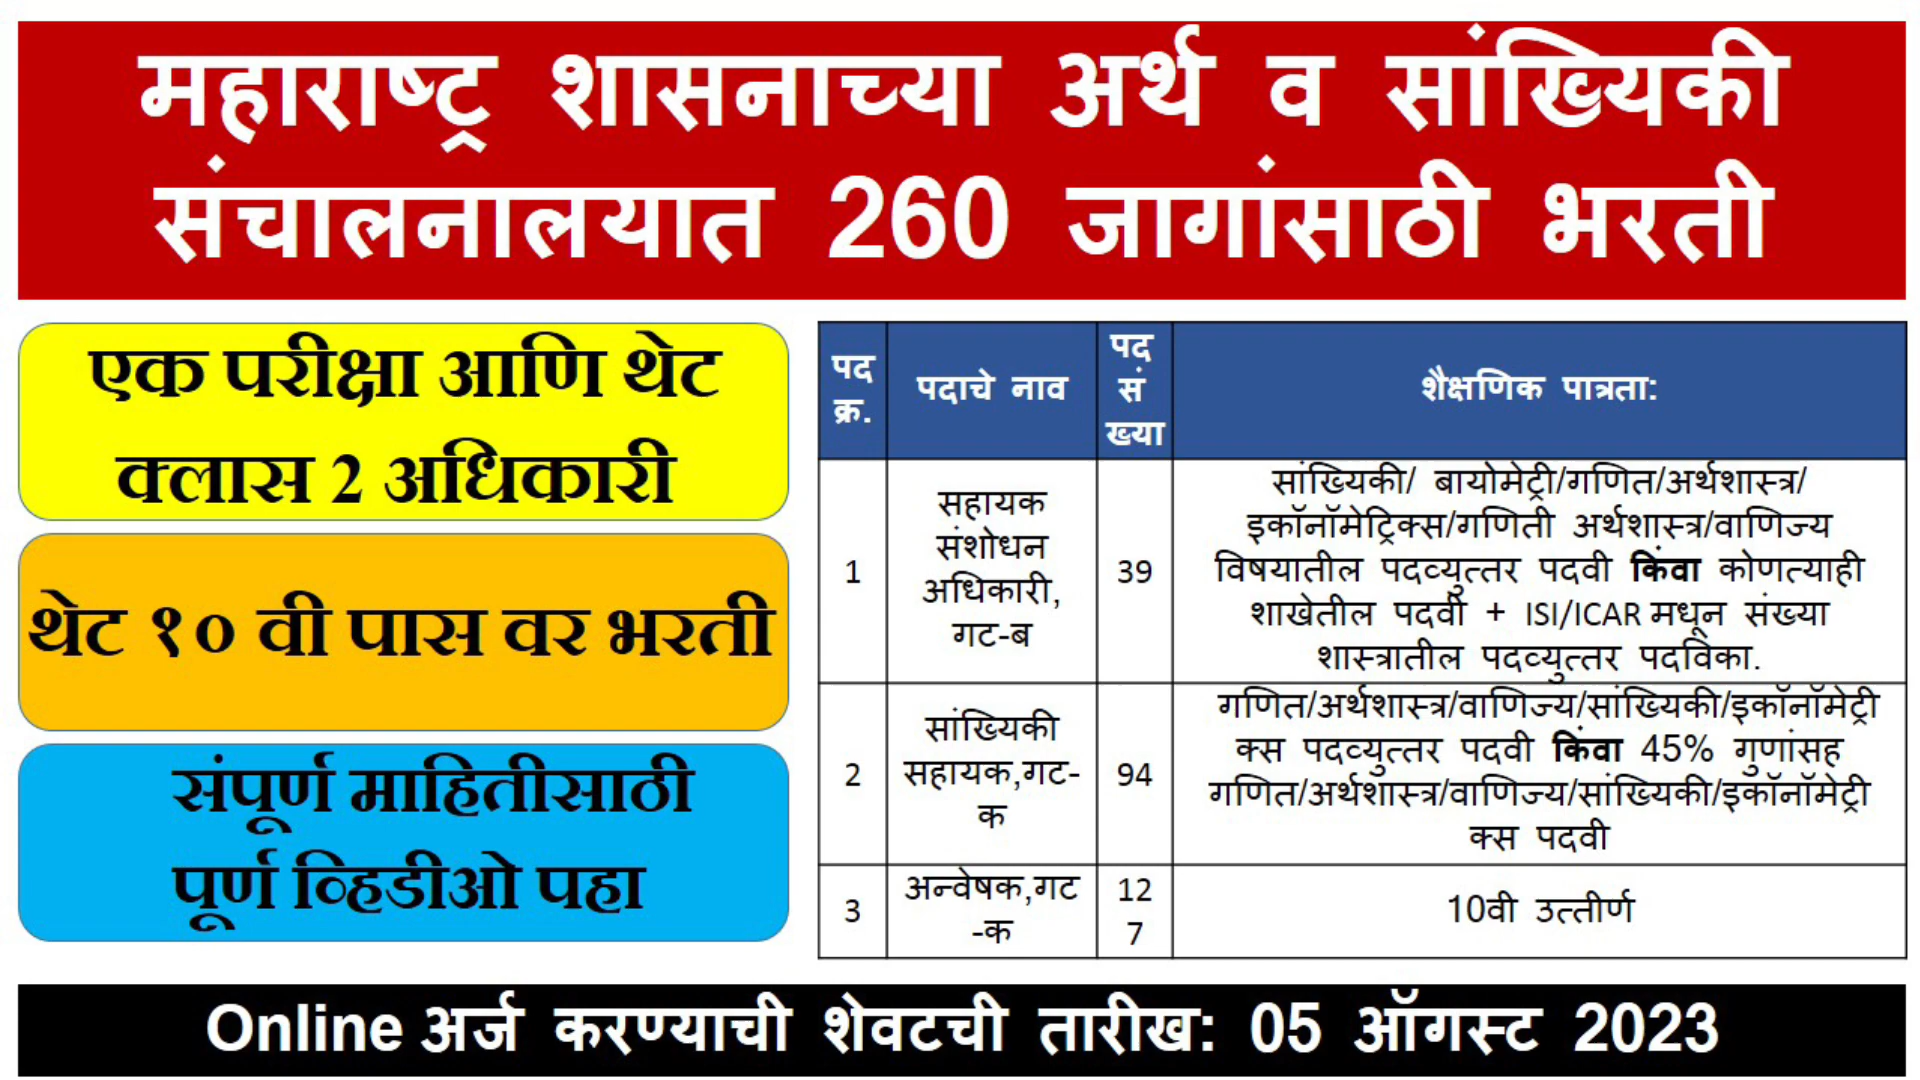 महाराष्ट्र शासनाच्या अर्थ व सांख्यिकी
संचालनालयात 260 जागांसाठी भरती
एक परीक्षा आणि थेट
क्लास 2 अधिकारी
थेट १० वी पास वर भरती
संपूर्ण माहितीसाठी
पूर्ण व्हिडीओ पहा
पद
क्र.
पदाचे नाव
पद
सं
ख्या
शैक्षणिक पात्रता:
1
सहायक
संशोधन
अधिकारी,
गट-ब
39
सांख्यिकी/ बायोमेट्री/गणित/अर्थशास्त्र/
इकॉनॉमेट्रिक्स/गणिती अर्थशास्त्र/वाणिज्य
विषयातील पदव्युत्तर पदवी किंवा कोणत्याही
शाखेतील पदवी + ISI/ICAR मधून संख्या
शास्त्रातील पदव्युत्तर पदविका.
2
सांख्यिकी
सहायक,गट-
क
94
गणित/अर्थशास्त्र/वाणिज्य/सांख्यिकी/इकॉनॉमेट्री
क्स पदव्युत्तर पदवी किंवा 45% गुणांसह
गणित/अर्थशास्त्र/वाणिज्य/सांख्यिकी/इकॉनॉमेट्री
क्स पदवी
3
अन्वेषक,गट
-क
12
7
10वी उत्तीर्ण
Online अर्ज करण्याची शेवटची तारीख: 05 ऑगस्ट 2023